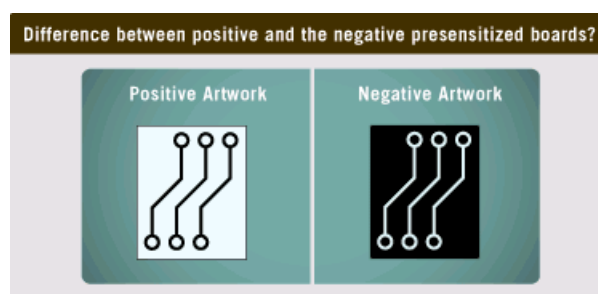 Difference between positive and the negative presensitized boards?
Positive Artwork
Negative Artwork